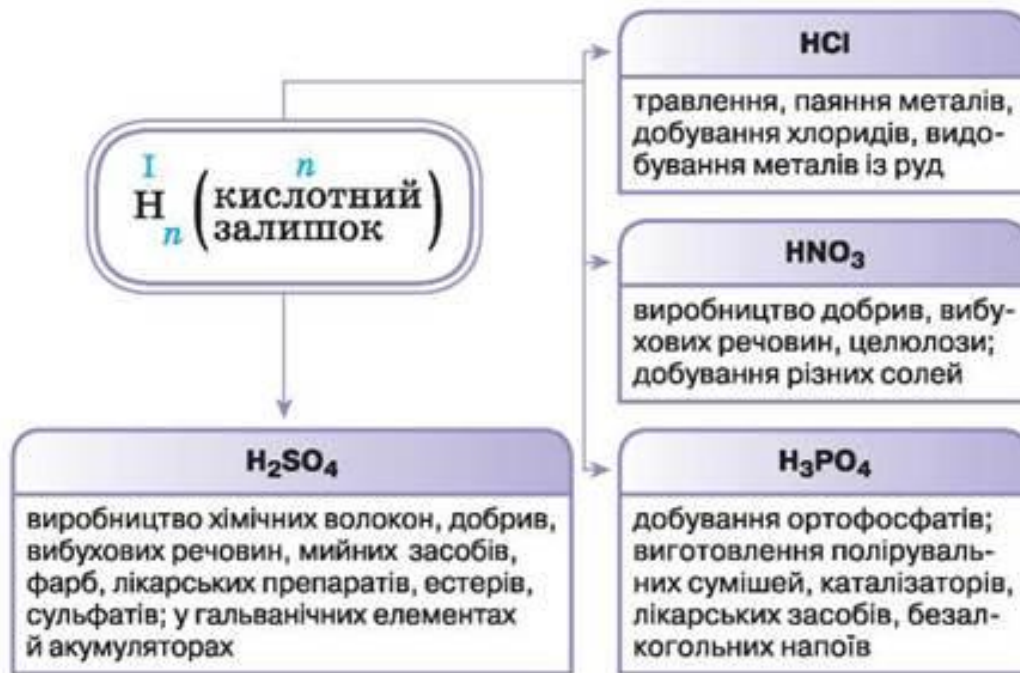 I n
Hn (кислотний
залишок)
HCl
травлення, паяння металів,
добування хлоридів, видо-
бування металів із руд
HNO₃
виробництво добрив, вибу-
хових речовин, целюлози;
добування різних солей
H₂SO₄
виробництво хімічних волокон, добрив,
вибухових речовин, мийних засобів,
фарб, лікарських препаратів, естерів,
сульфатів; у гальванічних елементах
й акумуляторах
H₃PO₄
добування ортофосфатів;
виготовлення полируваль-
них сумішей, каталізаторів,
лікарських засобів, безал-
когольних напоїв